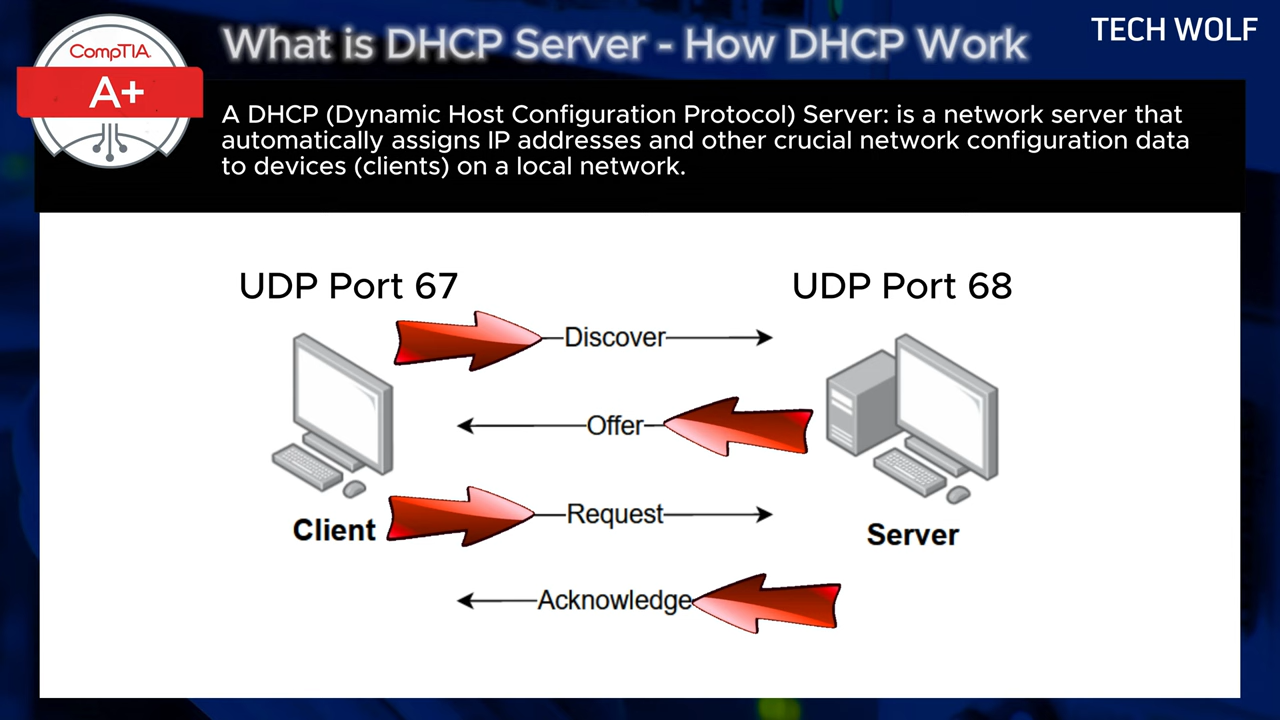 CompTIA.
A+
What is DHCP Server - How DHCP Work
TECH WOLF
A DHCP (Dynamic Host Configuration Protocol) Server: is a network server that
automatically assigns IP addresses and other crucial network configuration data
to devices (clients) on a local network.
UDP Port 67
UDP Port 68
Discover
Offer
Request
Client
Server
Acknowledge